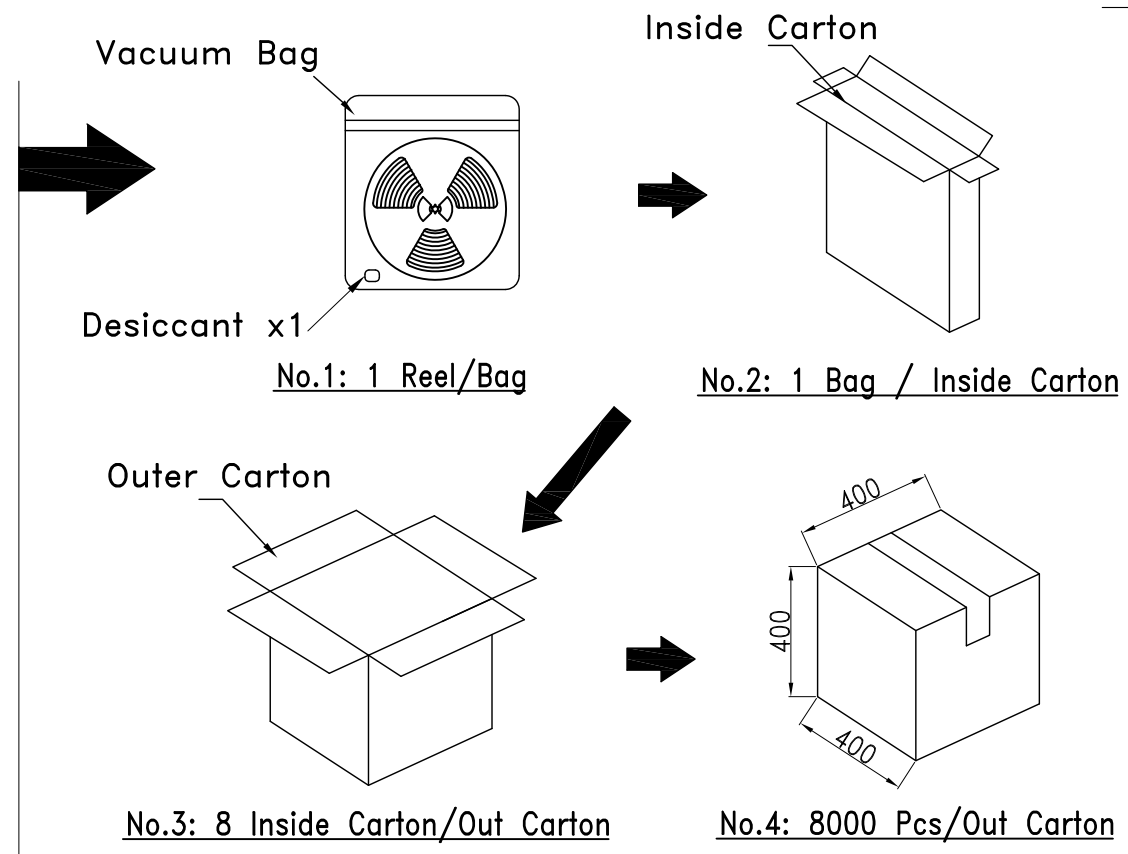 Vacuum Bag
Inside Carton
Desiccant x1
No.1: 1 Reel/Bag
No.2: 1 Bag / Inside Carton
Outer Carton
400
400
400
No.3: 8 Inside Carton/Out Carton
No.4: 8000 Pcs/Out Carton